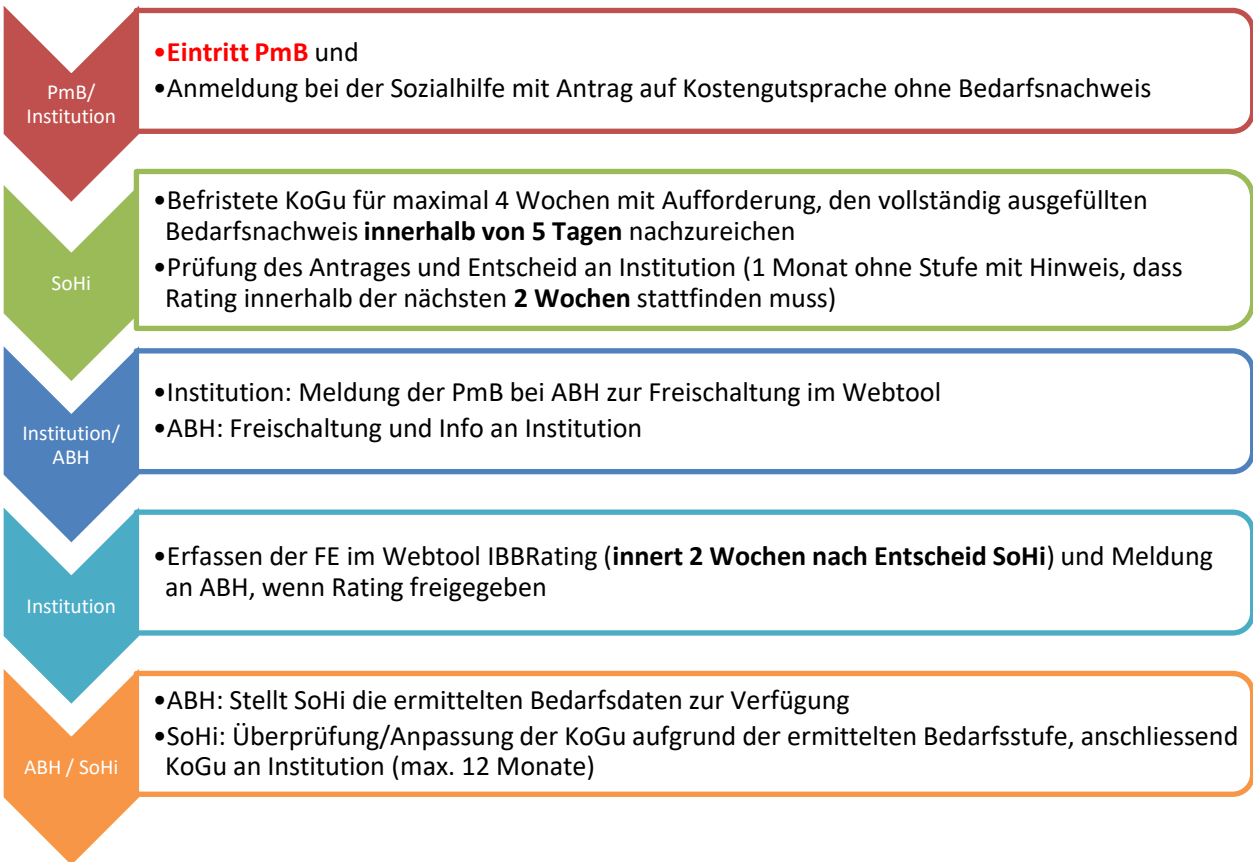 PmB/
Institution
•Eintritt PmB und
•Anmeldung bei der Sozialhilfe mit Antrag auf Kostengutsprache ohne Bedarfsnachweis
SoHi
•Befristete KoGu für maximal 4 Wochen mit Aufforderung, den vollständig ausgefüllten
Bedarfsnachweis innerhalb von 5 Tagen nachzureichen
•Prüfung des Antrages und Entscheid an Institution (1 Monat ohne Stufe mit Hinweis, dass
Rating innerhalb der nächsten 2 Wochen stattfinden muss)
Institution/
ABH
•Institution: Meldung der PmB bei ABH zur Freischaltung im Webtool
•ABH: Freischaltung und Info an Institution
Institution
•Erfassen der FE im Webtool IBBRating (innert 2 Wochen nach Entscheid SoHi) und Meldung
an ABH, wenn Rating freigegeben
ABH / SoHi
•ABH: Stellt SoHi die ermittelten Bedarfsdaten zur Verfügung
•SoHi: Überprüfung/Anpassung der KoGu aufgrund der ermittelten Bedarfsstufe, anschliessend
KoGu an Institution (max. 12 Monate)